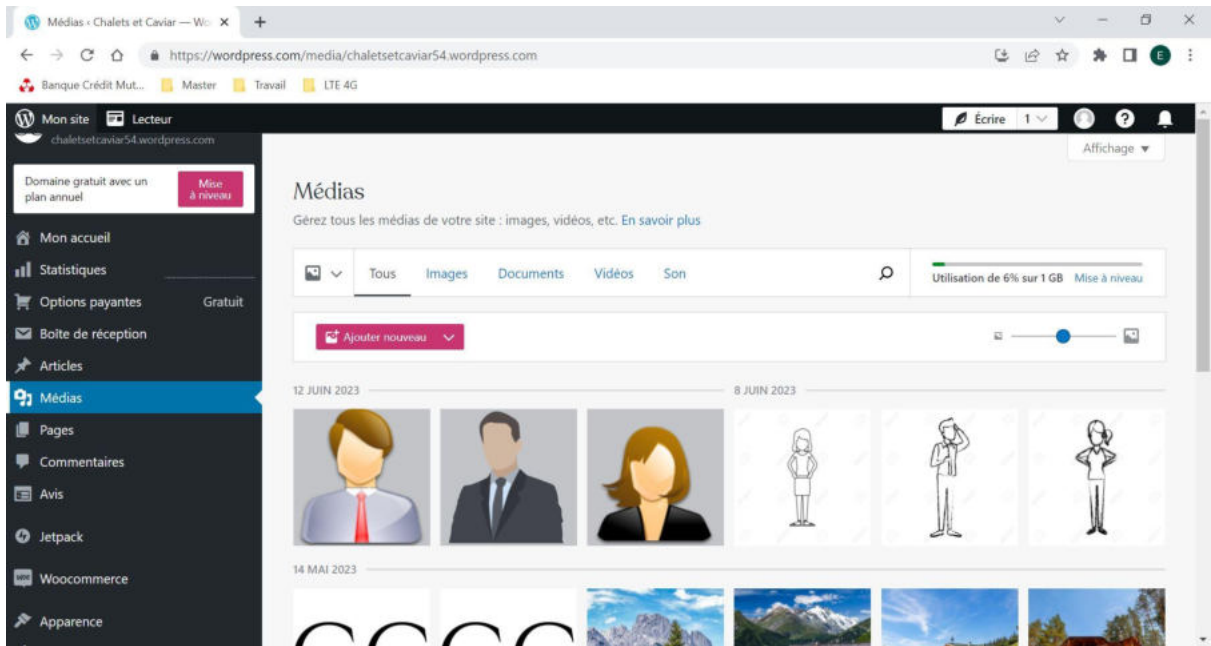 Médias ‹ Chalets et Caviar — Wo
https://wordpress.com/media/chaletsetcaviar54.wordpress.com
E
Banque Crédit Mut...
Master
Travail
LTE 4G
Mon site
Lecteur
Écrire
1
chaletsetcaviar54.wordpress.com
Affichage
Domaine gratuit avec un
plan annuel
Mise
à niveau
Mon accueil
Statistiques
Options payantes
Gratuit
Boîte de réception
Articles
Médias
Pages
Commentaires
Avis
Jetpack
Woocommerce
Apparence
Médias
Gérez tous les médias de votre site : images, vidéos, etc. En savoir plus
Tous
Images
Documents
Vidéos
Son
Utilisation de 6% sur 1 GB
Mise à niveau
Ajouter nouveau
12 JUIN 2023
8 JUIN 2023
14 MAI 2023
CC
CC